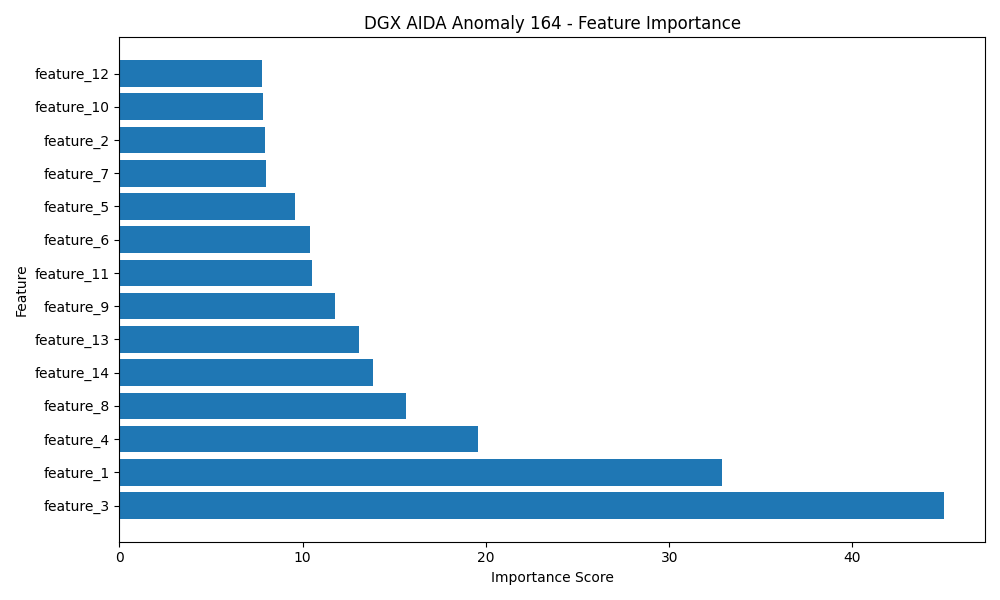 DGX AIDA Anomaly 164 - Feature Importance
Feature
feature_12
feature_10
feature_2
feature_7
feature_5
feature_6
feature_11
feature_9
feature_13
feature_14
feature_8
feature_4
feature_1
feature_3
0 10 20 30 40
Importance Score